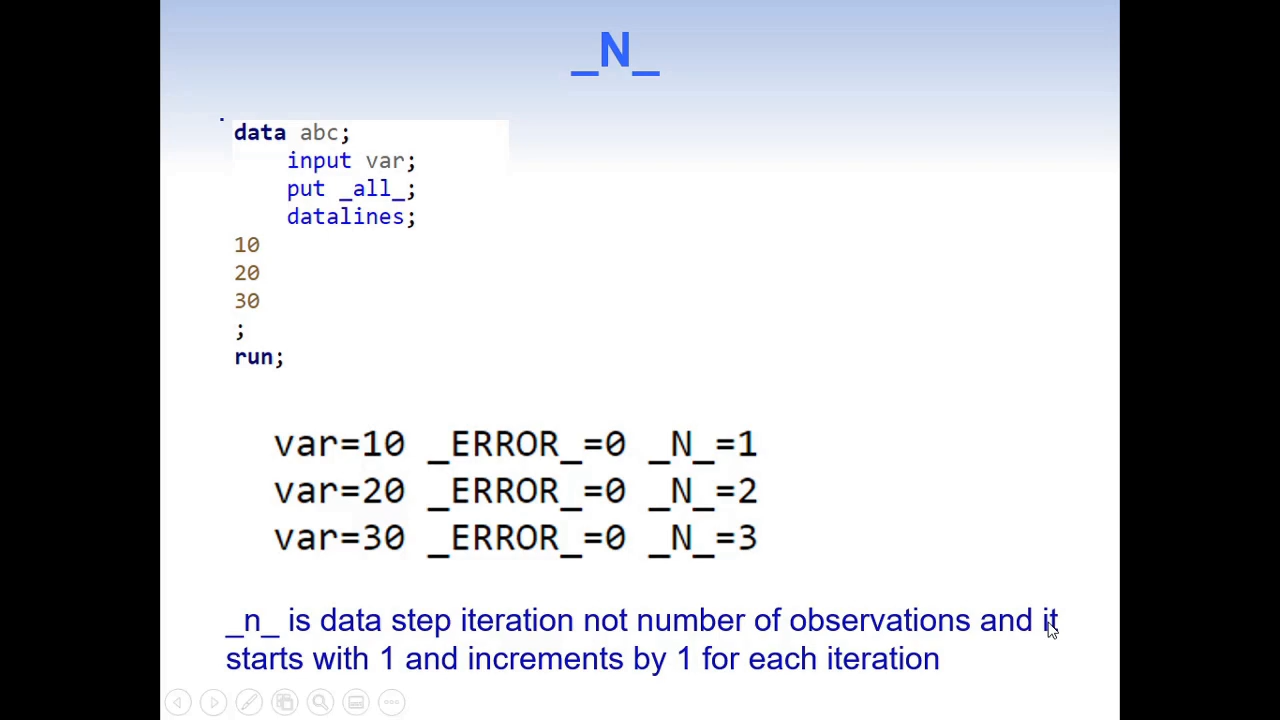 _N_
data abc;
input var;
put _all_;
datalines;
10
20
30
;
run;
var=10 _ERROR_=0 _N_=1
var=20 _ERROR_=0 _N_=2
var=30 _ERROR_=0 _N_=3
_n_ is data step iteration not number of observations and it
starts with 1 and increments by 1 for each iteration